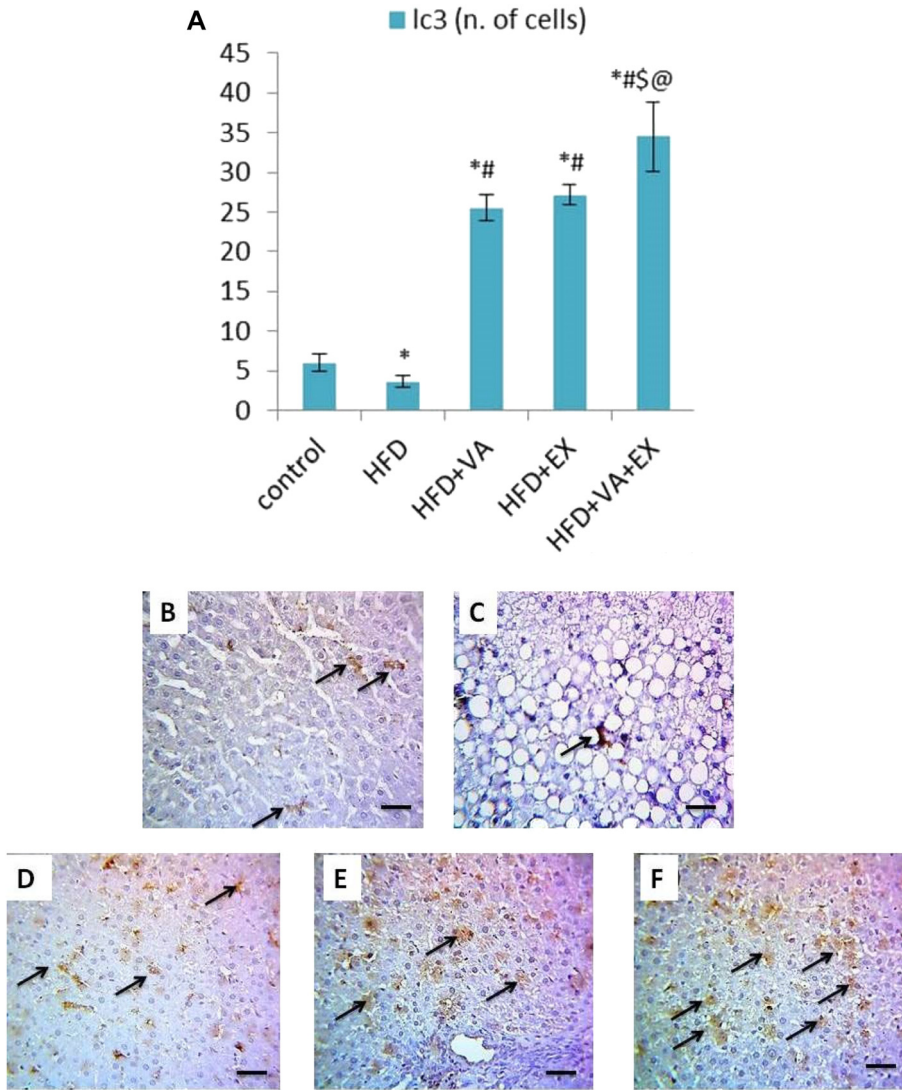 A
lc3 (n. of cells)
45
40
35
30
25
20
15
10
5
0
*
*#
*#
*#$@
control
HFD
HFD+VA
HFD+EX
HFD+VA+EX
B
C
D
E
F